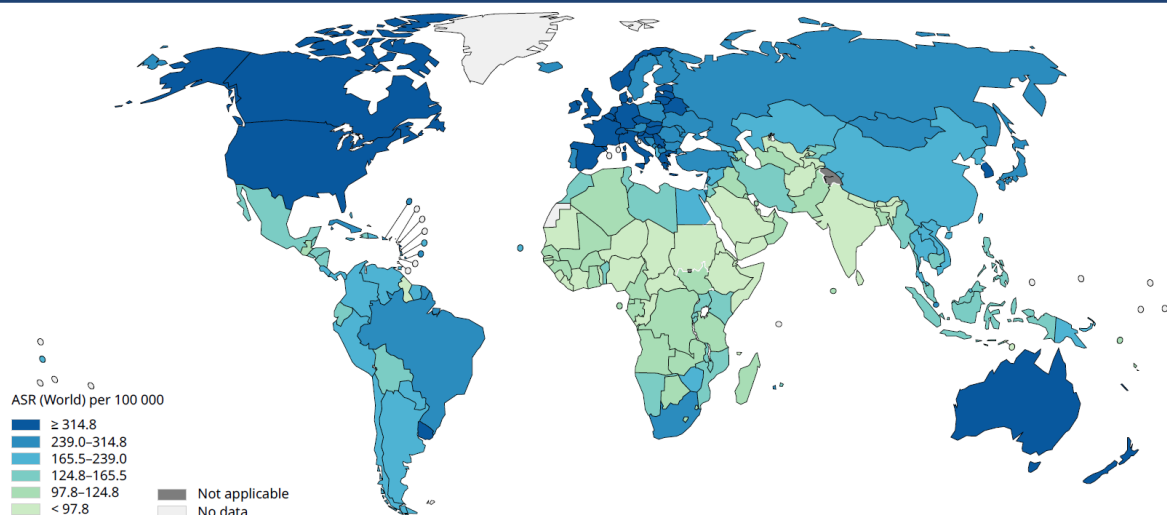 ASR (World) per 100 000
≥ 314.8
239.0–314.8
165.5–239.0
124.8–165.5
97.8–124.8
< 97.8
Not applicable
No data